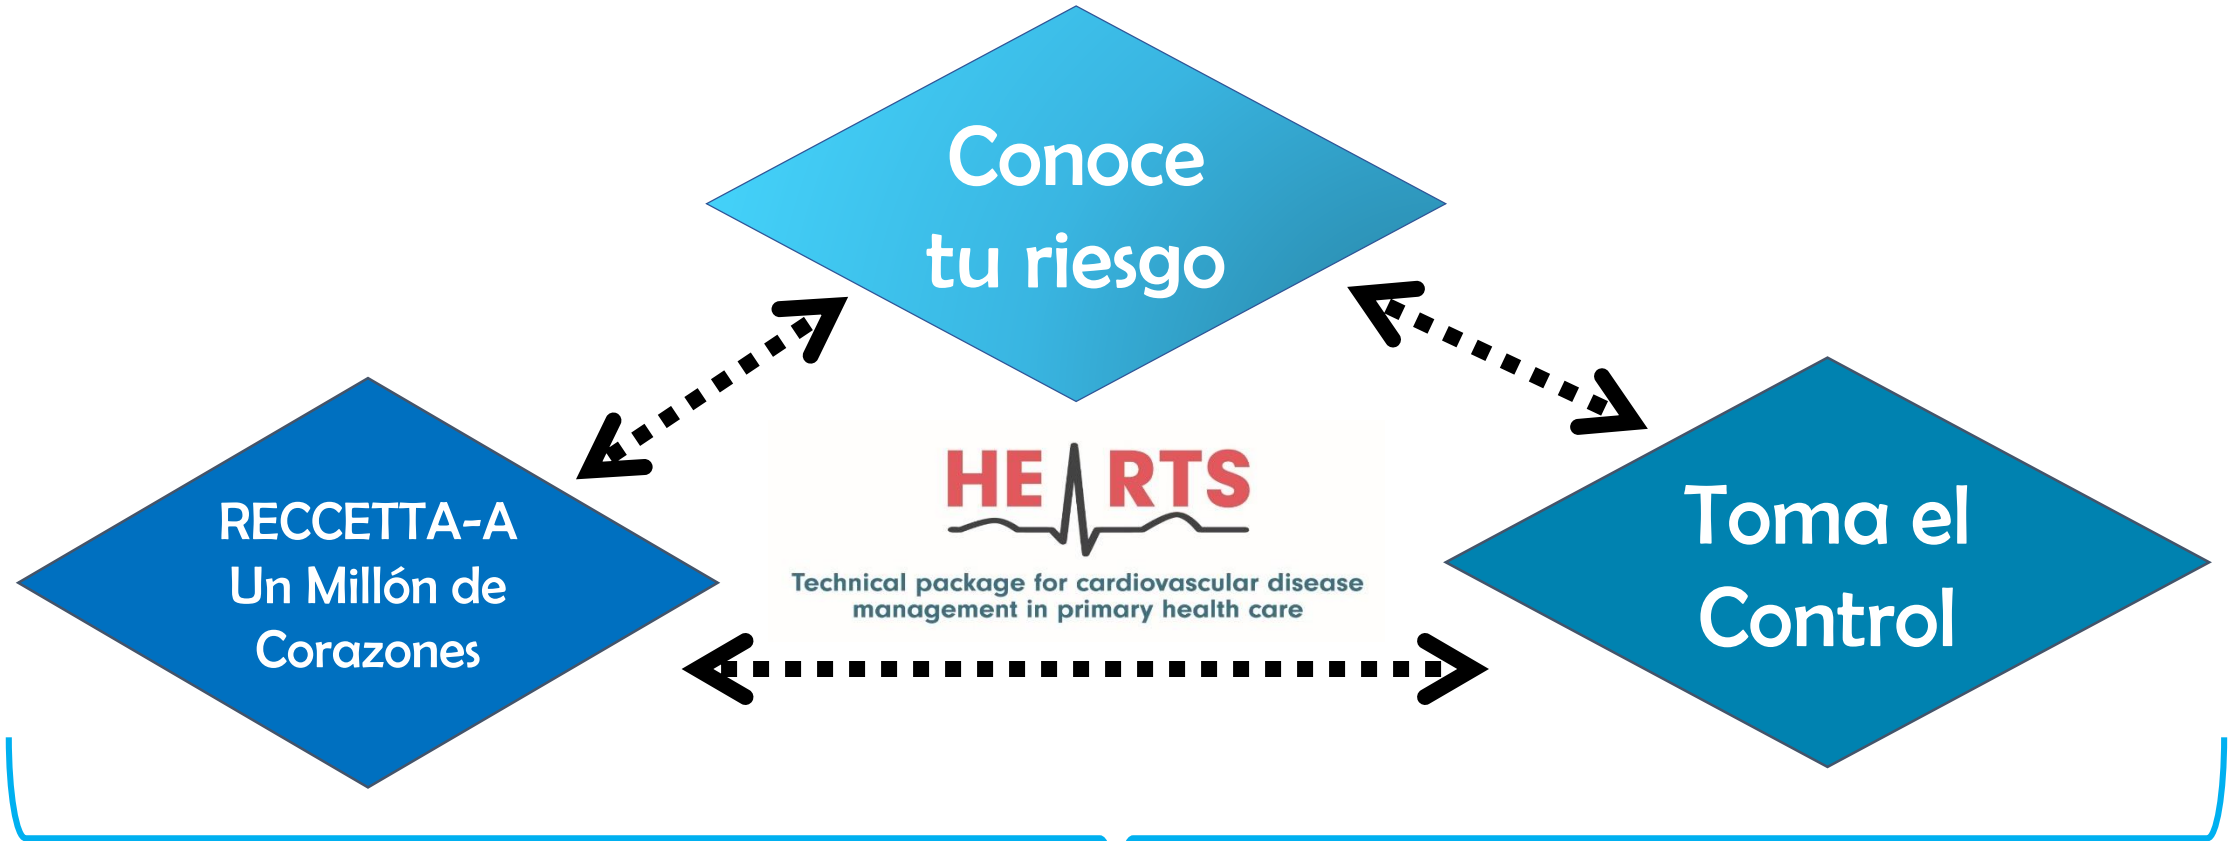 Conoce
tu riesgo
RECCETTA-A
Un Millón de
Corazones
HEARTS
Technical package for cardiovascular disease
management in primary health care
Toma el
Control